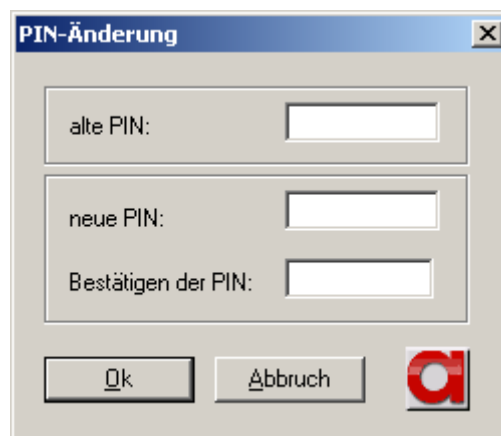 PIN-Änderung
alte PIN:
neue PIN:
Bestätigen der PIN:
Ok
Abbruch